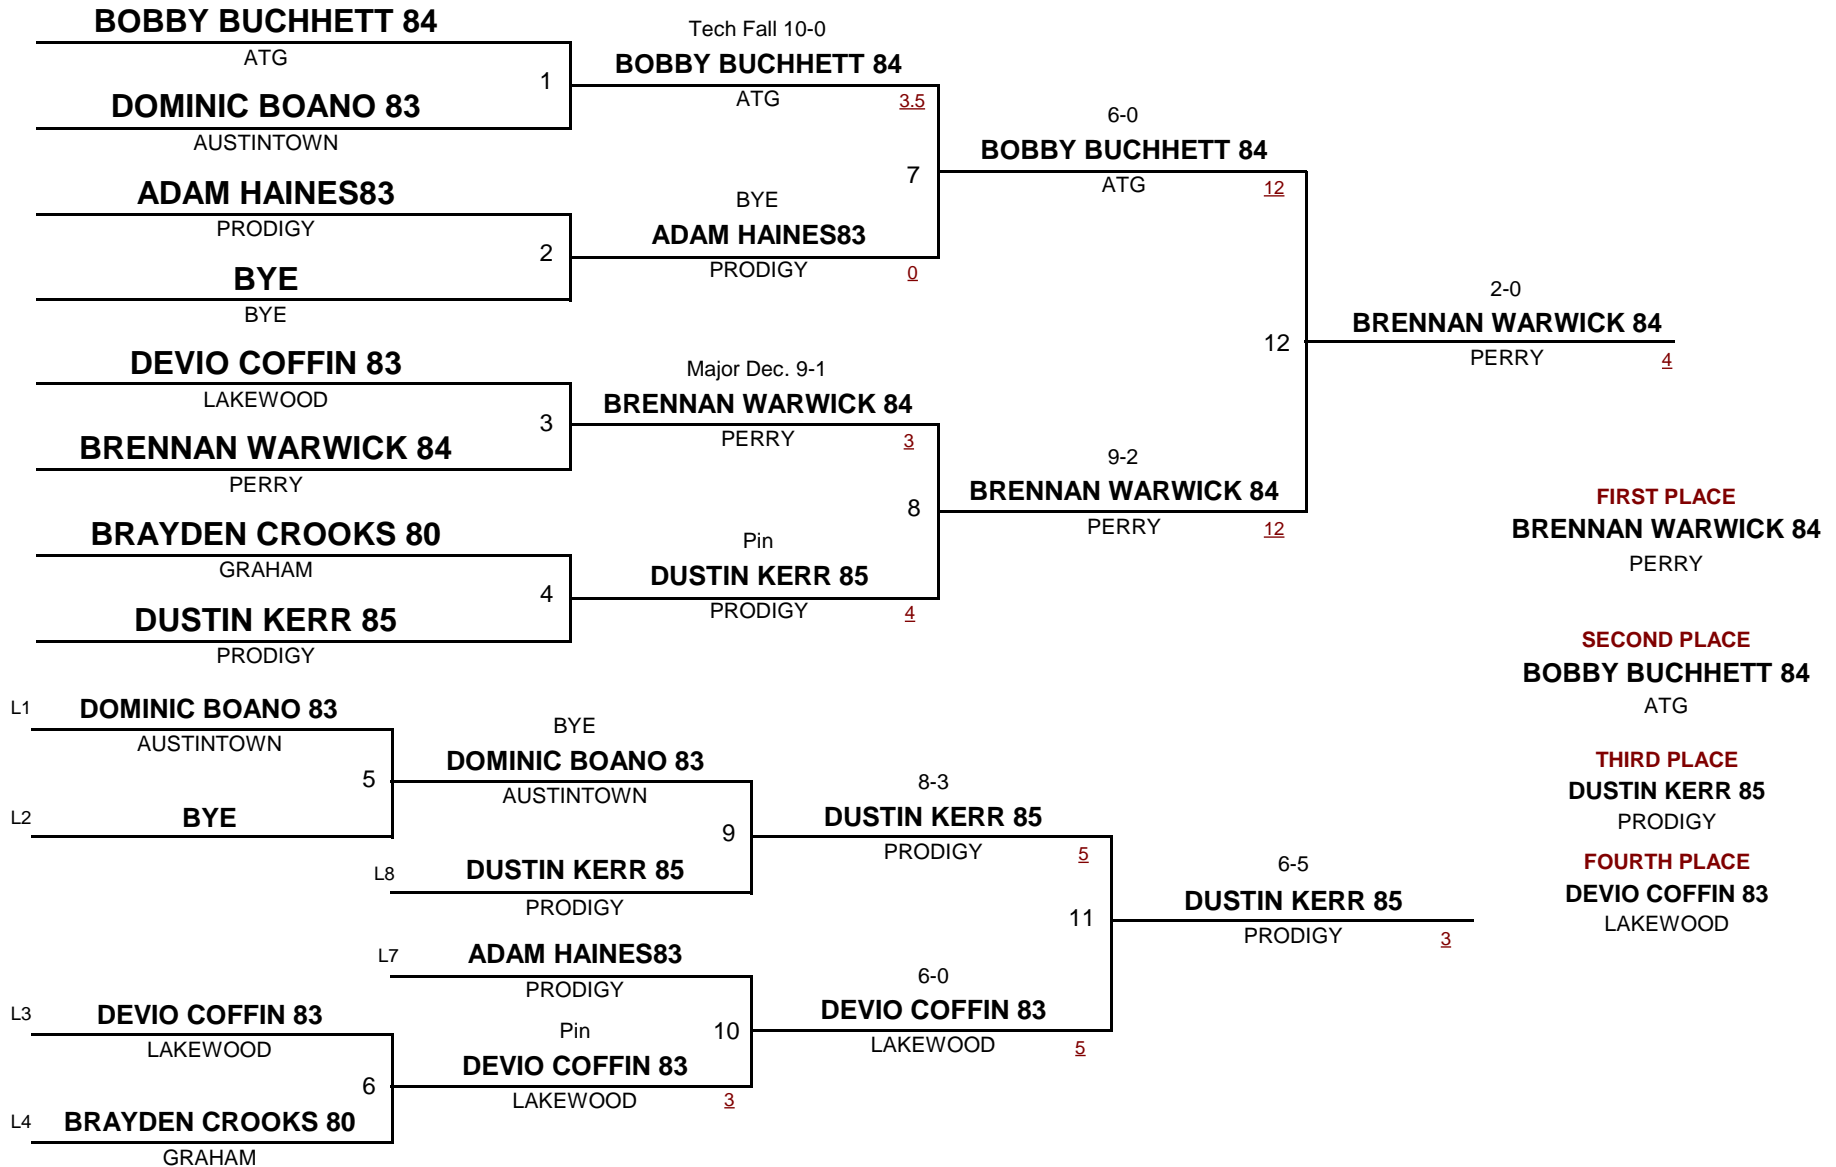 BOBBY BUCHHETT 84
ATG
1
DOMINIC BOANO 83
AUSTINTOWN
ADAM HAINES83
PRODIGY
2
BYE
BYE
DEVIO COFFIN 83
LAKEWOOD
3
BRENNAN WARWICK 84
PERRY
BRAYDEN CROOKS 80
GRAHAM
4
DUSTIN KERR 85
PRODIGY
Tech Fall 10-0
BOBBY BUCHHETT 84
ATG 3.5
7
BYE
ADAM HAINES83
PRODIGY 0
Major Dec. 9-1
BRENNAN WARWICK 84
PERRY 3
8
Pin
DUSTIN KERR 85
PRODIGY 4
6-0
BOBBY BUCHHETT 84
ATG 12
12
9-2
BRENNAN WARWICK 84
PERRY 12
2-0
BRENNAN WARWICK 84
PERRY 4
FIRST PLACE
BRENNAN WARWICK 84
PERRY
SECOND PLACE
BOBBY BUCHHETT 84
ATG
THIRD PLACE
DUSTIN KERR 85
PRODIGY
FOURTH PLACE
DEVIO COFFIN 83
LAKEWOOD
L1 DOMINIC BOANO 83
AUSTINTOWN
5
L2 BYE
BYE
DOMINIC BOANO 83
AUSTINTOWN
9
L8 DUSTIN KERR 85
PRODIGY
L7 ADAM HAINES83
PRODIGY
10
Pin
DEVIO COFFIN 83
LAKEWOOD 3
L3 DEVIO COFFIN 83
LAKEWOOD
6
L4 BRAYDEN CROOKS 80
GRAHAM
8-3
DUSTIN KERR 85
PRODIGY 5
11
6-0
DEVIO COFFIN 83
LAKEWOOD 5
6-5
DUSTIN KERR 85
PRODIGY 3